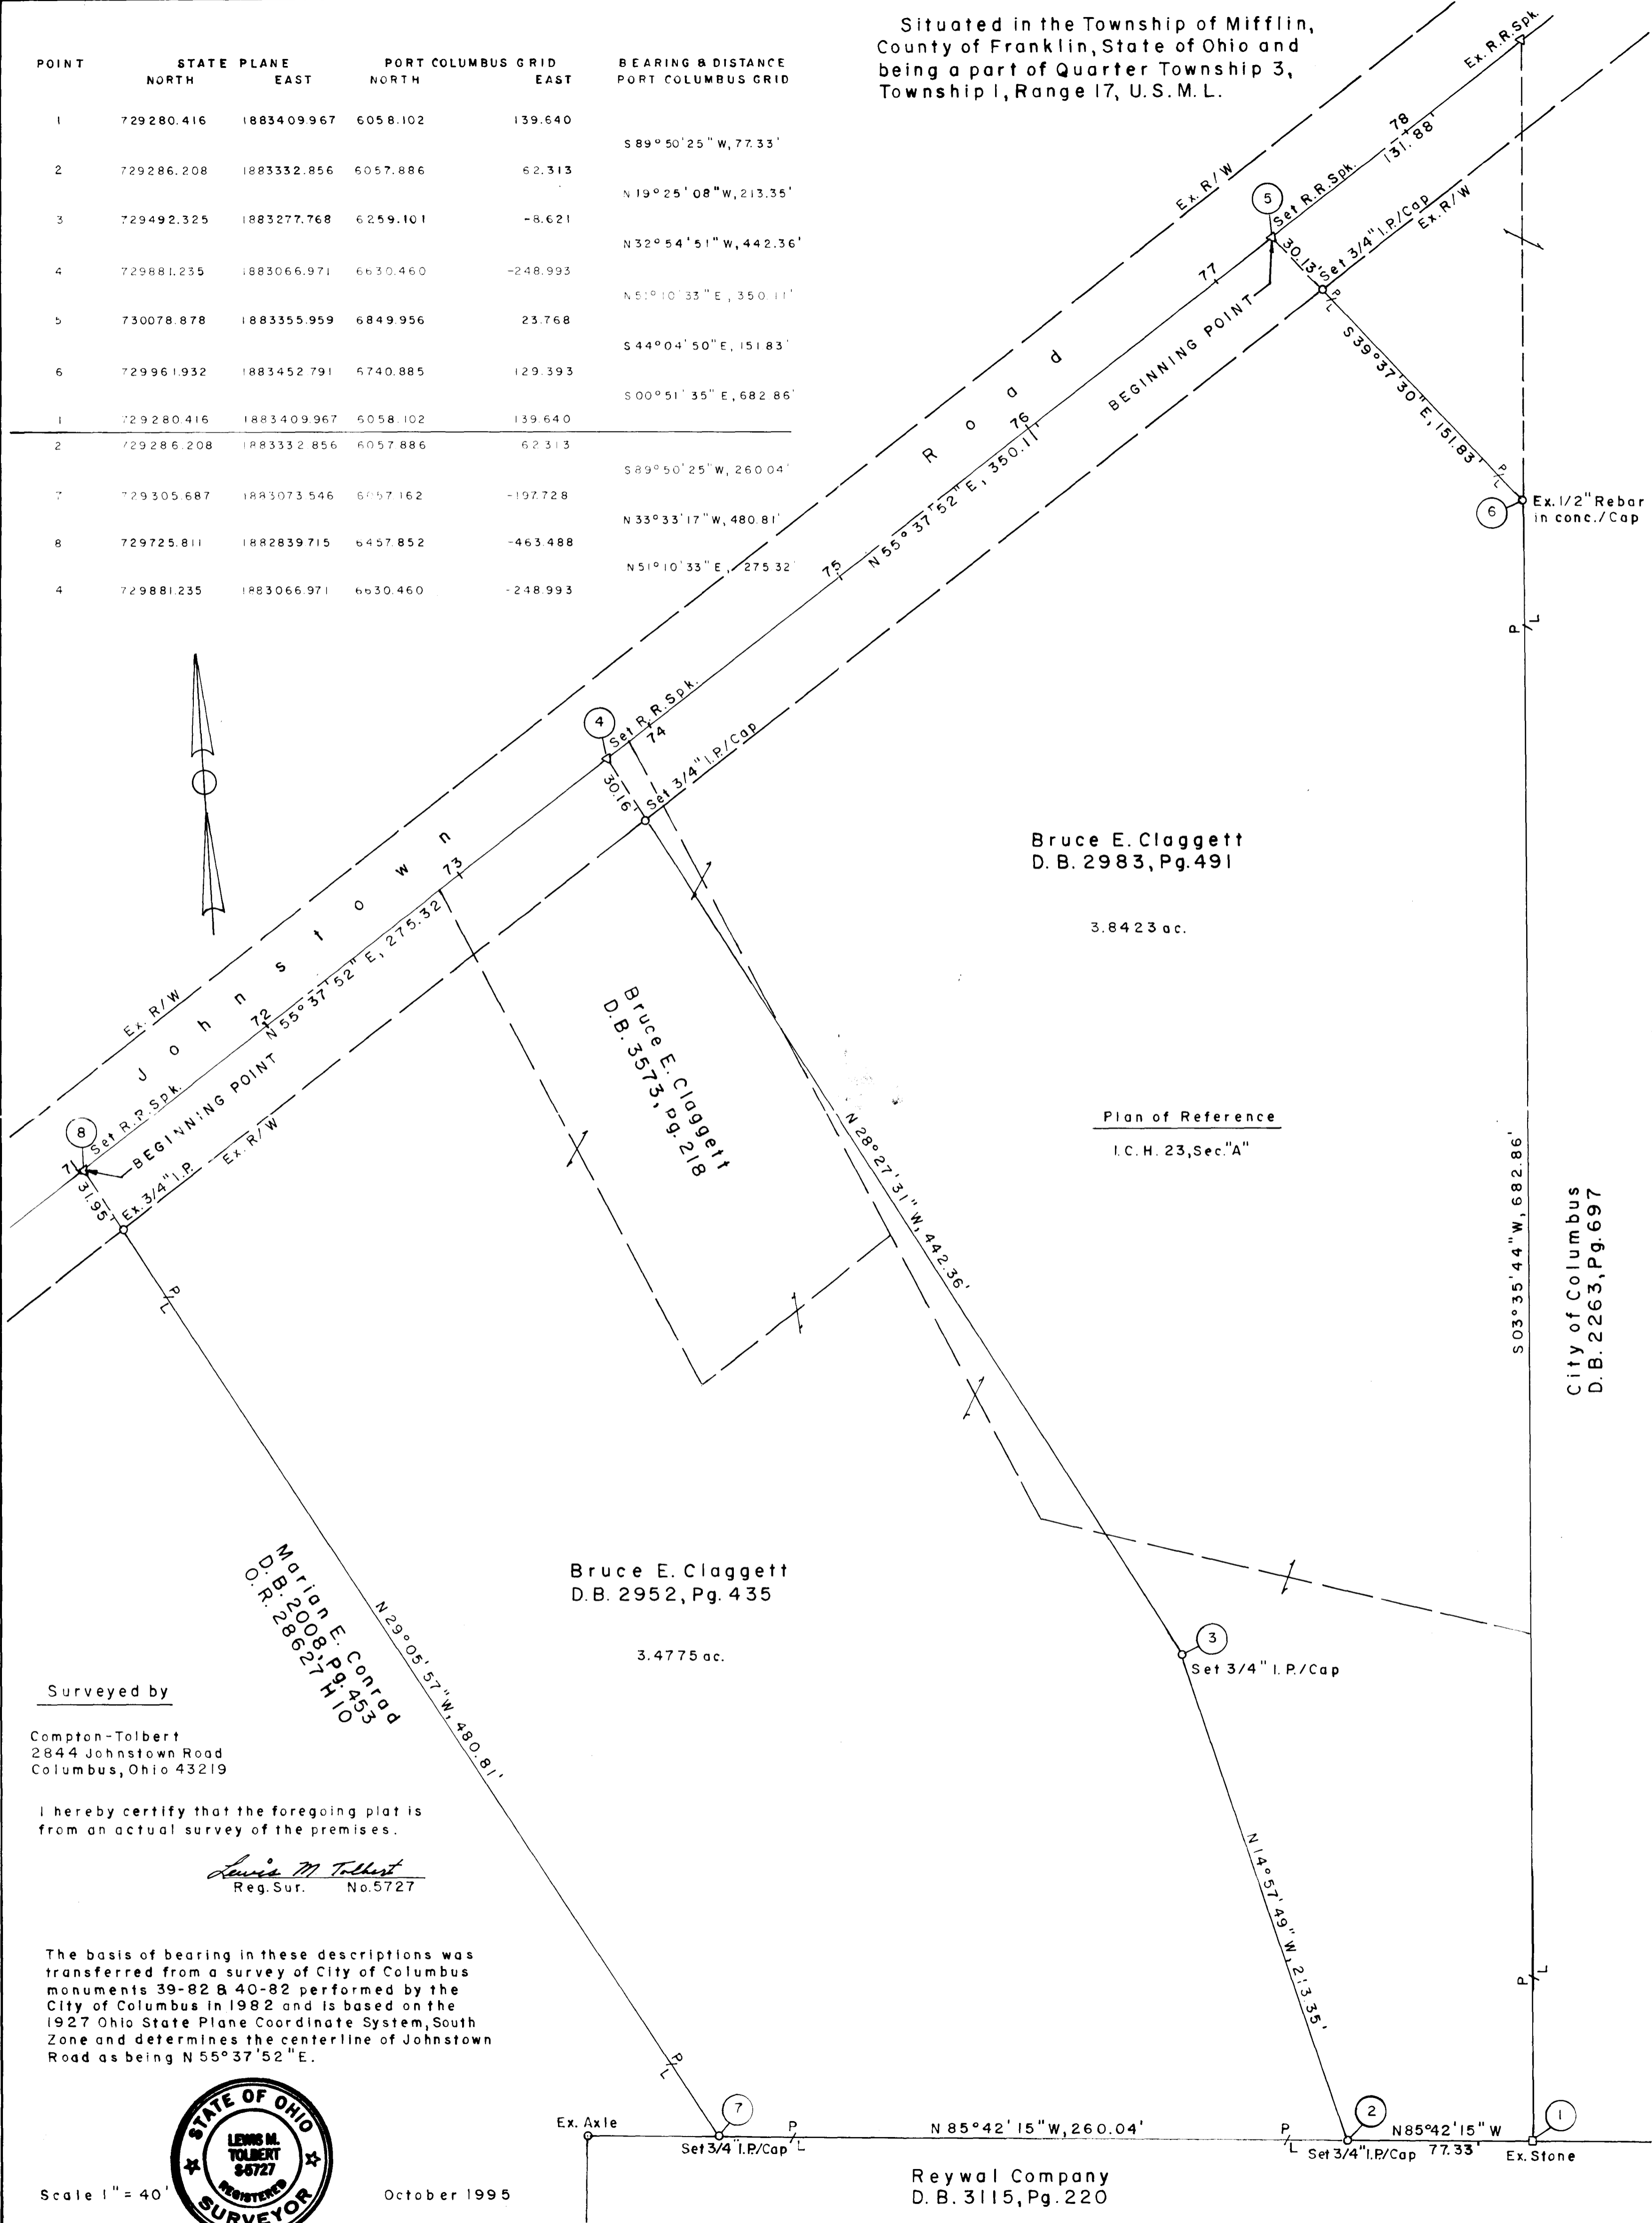 Situated in the Township of Mifflin,
County of Franklin, State of Ohio and
being a part of Quarter Township 3,
Township 1, Range 17, U.S.M.L.
POINT STATE PLANE PORT COLUMBUS GRID BEARING & DISTANCE
NORTH EAST NORTH EAST PORT COLUMBUS GRID
1 729280.416 1883409.967 6058.102 139.640
S89°50'25"W, 77.33'
2 729286.208 1883332.856 6057.886 62.313
N19°25'08"W, 213.35'
3 729492.325 1883277.768 6259.101 -8.621
N32°54'51"W, 442.36'
4 729881.235 1883066.971 6630.460 -248.993
N51°10'33"E, 350.11'
5 730078.878 1883355.959 6849.956 23.768
S44°04'50"E, 151.83'
6 729961.932 1883452.791 6740.885 129.393
S00°51'35"E, 682.86'
1 729280.416 1883409.967 6058.102 139.640
2 729286.208 1883332.856 6057.886 62.313
S89°50'25"W, 260.04'
7 729305.687 1883073.546 6057.162 -197.728
N33°33'17"W, 480.81'
8 729725.811 1882839.715 6457.852 -463.488
N51°10'33"E, 275.32'
4 729881.235 1883066.971 6630.460 -248.993
Ex. R.R. Spk.
78
131.88'
Ex. R/W
5
Set R.R. Spk.
Set 3/4" I.P./Cap
Ex. R/W
30.13'
77
BEGINNING POINT
P/L
S 39°37'30"E, 151.83'
P/L
6
Ex. 1/2" Rebar
in conc./Cap
P/L
76
N 55°37'52"E, 350.11'
75
Johnstown Road
4
Set R.R. Spk.
74
30.16'
Set 3/4" I.P./Cap
73
N 55°37'52"E, 275.32'
72
Ex. R/W
BEGINNING POINT
8
Set R.R. Spk.
71
31.95'
Ex. 3/4" I.P.
Ex. R/W
P/L
Bruce E. Claggett
D.B. 2983, Pg. 491
3.8423 ac.
Bruce E. Claggett
D.B. 3573, Pg. 218
N 28°27'31"W, 442.36'
Plan of Reference
I.C.H. 23, Sec. "A"
S 03°35'44"W, 682.86'
City of Columbus
D.B. 2263, Pg. 697
Marian E. Conrad
D.B. 2008, Pg. 453
O.R. 28627 H10
N 29°05'57"W, 480.81'
Bruce E. Claggett
D.B. 2952, Pg. 435
3.4775 ac.
3
Set 3/4" I.P./Cap
N 14°57'49"W, 213.35'
P/L
Surveyed by
Compton-Tolbert
2844 Johnstown Road
Columbus, Ohio 43219
I hereby certify that the foregoing plat is
from an actual survey of the premises.
Lewis M Tolbert
Reg. Sur. No. 5727
The basis of bearing in these descriptions was
transferred from a survey of City of Columbus
monuments 39-82 & 40-82 performed by the
City of Columbus in 1982 and is based on the
1927 Ohio State Plane Coordinate System, South
Zone and determines the centerline of Johnstown
Road as being N 55°37'52"E.
STATE OF OHIO
LEWIS M.
TOLBERT
S-5727
REGISTERED
SURVEYOR
Scale 1" = 40'
October 1995
P/L
Ex. Axle
7
Set 3/4" I.P./Cap
P/L
N 85°42'15"W, 260.04'
P/L
2
Set 3/4" I.P./Cap
N85°42'15"W
77.33'
1
Ex. Stone
Reywal Company
D.B. 3115, Pg. 220